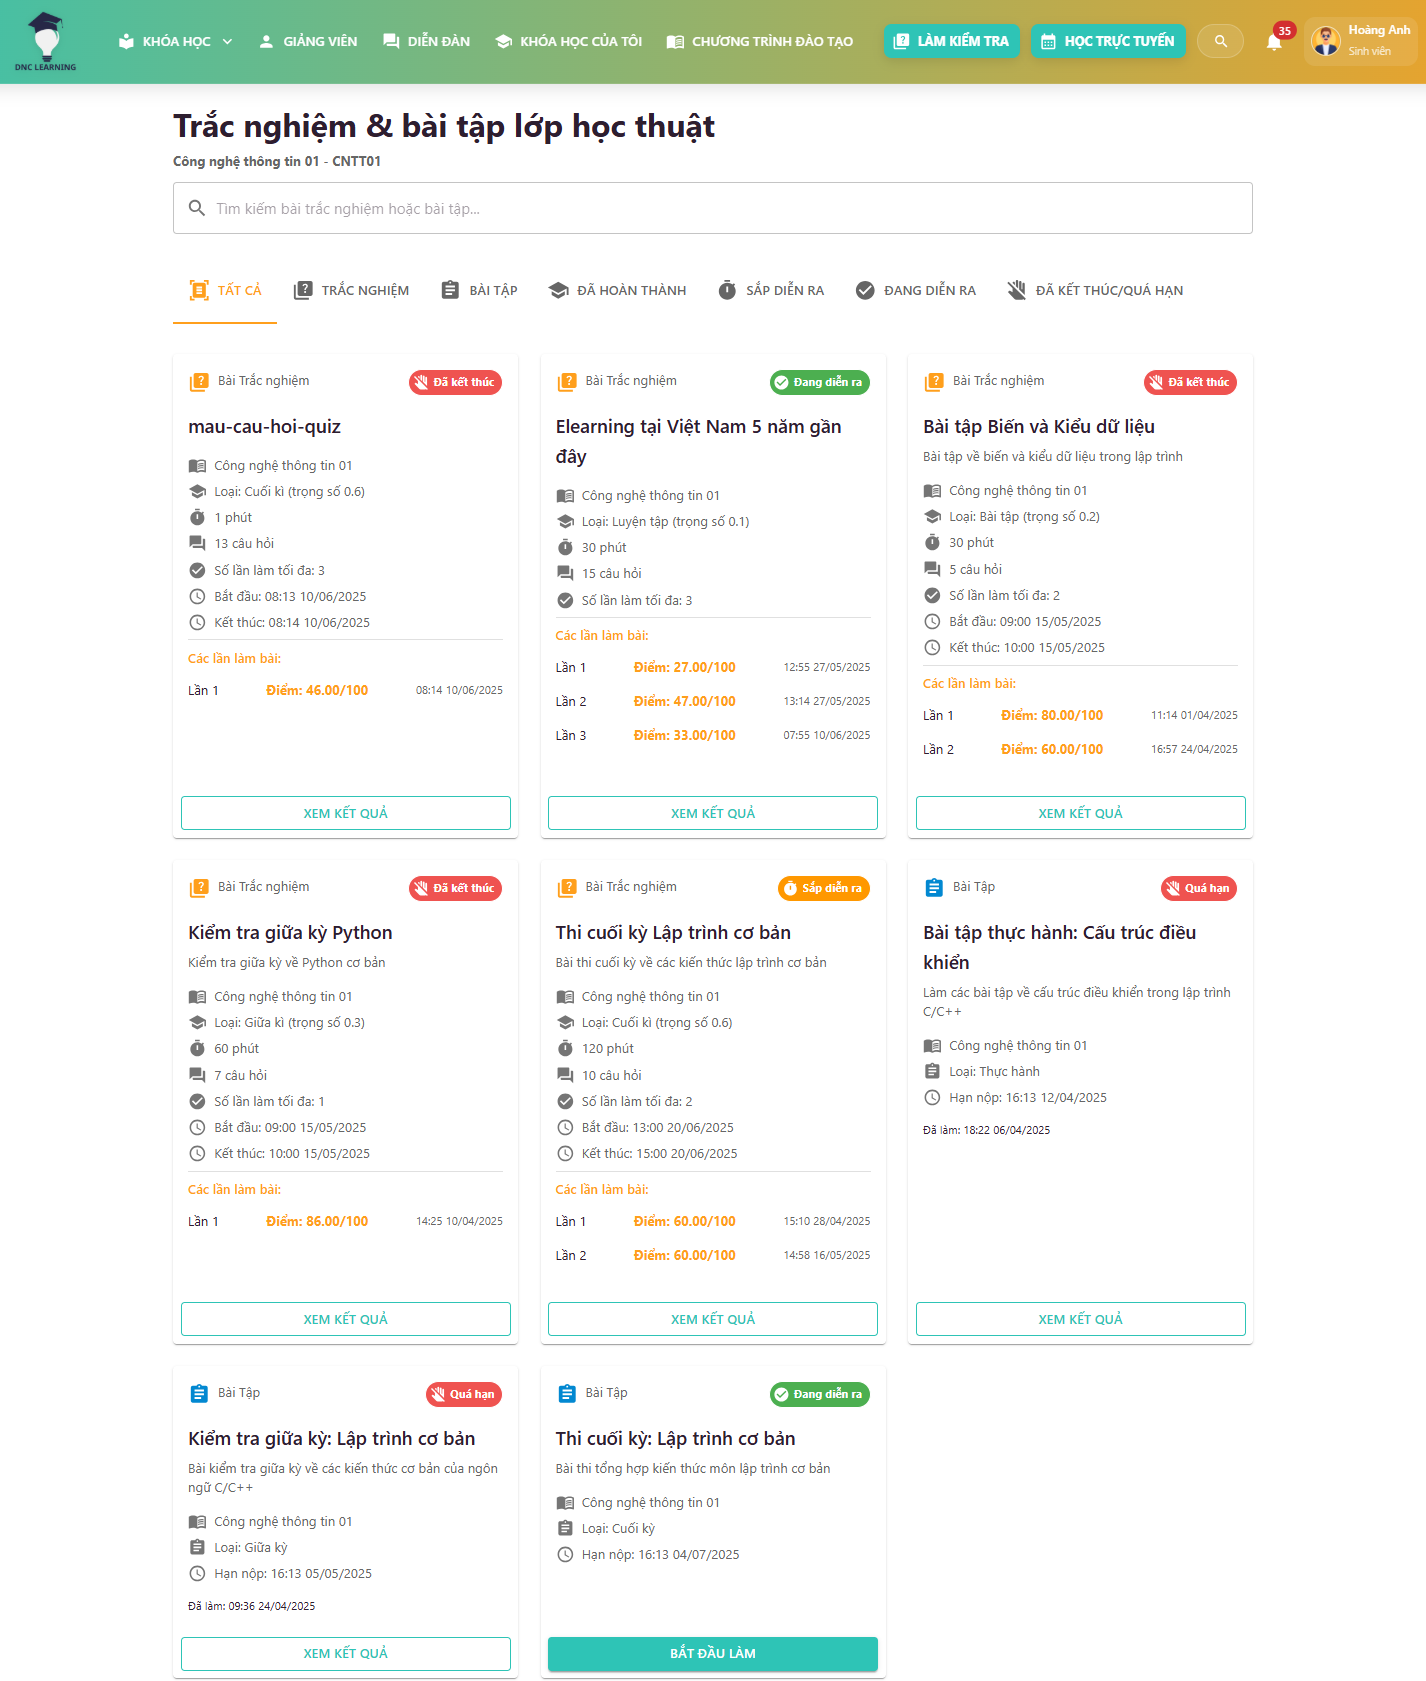 DNC LEARNING
KHÓA HỌC
GIẢNG VIÊN
DIỄN ĐÀN
KHÓA HỌC CỦA TÔI
CHƯƠNG TRÌNH ĐÀO TẠO
LÀM KIỂM TRA
HỌC TRỰC TUYẾN
35
Hoàng Anh
Sinh viên
Trắc nghiệm & bài tập lớp học thuật
Công nghệ thông tin 01 - CNTT01
Tìm kiếm bài trắc nghiệm hoặc bài tập...
TẤT CẢ
TRẮC NGHIỆM
BÀI TẬP
ĐÃ HOÀN THÀNH
SẮP DIỄN RA
ĐANG DIỄN RA
ĐÃ KẾT THÚC/QUÁ HẠN
Bài Trắc nghiệm
Đã kết thúc
mau-cau-hoi-quiz
Công nghệ thông tin 01
Loại: Cuối kì (trọng số 0.6)
1 phút
13 câu hỏi
Số lần làm tối đa: 3
Bắt đầu: 08:13 10/06/2025
Kết thúc: 08:14 10/06/2025
Các lần làm bài:
Lần 1 Điểm: 46.00/100 08:14 10/06/2025
XEM KẾT QUẢ
Bài Trắc nghiệm
Đang diễn ra
Elearning tại Việt Nam 5 năm gần
đây
Công nghệ thông tin 01
Loại: Luyện tập (trọng số 0.1)
30 phút
15 câu hỏi
Số lần làm tối đa: 3
Các lần làm bài:
Lần 1 Điểm: 27.00/100 12:55 27/05/2025
Lần 2 Điểm: 47.00/100 13:14 27/05/2025
Lần 3 Điểm: 33.00/100 07:55 10/06/2025
XEM KẾT QUẢ
Bài Trắc nghiệm
Đã kết thúc
Bài tập Biến và Kiểu dữ liệu
Bài tập về biến và kiểu dữ liệu trong lập trình
Công nghệ thông tin 01
Loại: Bài tập (trọng số 0.2)
30 phút
5 câu hỏi
Số lần làm tối đa: 2
Bắt đầu: 09:00 15/05/2025
Kết thúc: 10:00 15/05/2025
Các lần làm bài:
Lần 1 Điểm: 80.00/100 11:14 01/04/2025
Lần 2 Điểm: 60.00/100 16:57 24/04/2025
XEM KẾT QUẢ
Bài Trắc nghiệm
Đã kết thúc
Kiểm tra giữa kỳ Python
Kiểm tra giữa kỳ về Python cơ bản
Công nghệ thông tin 01
Loại: Giữa kì (trọng số 0.3)
60 phút
7 câu hỏi
Số lần làm tối đa: 1
Bắt đầu: 09:00 15/05/2025
Kết thúc: 10:00 15/05/2025
Các lần làm bài:
Lần 1 Điểm: 86.00/100 14:25 10/04/2025
XEM KẾT QUẢ
Bài Trắc nghiệm
Sắp diễn ra
Thi cuối kỳ Lập trình cơ bản
Bài thi cuối kỳ về các kiến thức lập trình cơ bản
Công nghệ thông tin 01
Loại: Cuối kì (trọng số 0.6)
120 phút
10 câu hỏi
Số lần làm tối đa: 2
Bắt đầu: 13:00 20/06/2025
Kết thúc: 15:00 20/06/2025
Các lần làm bài:
Lần 1 Điểm: 60.00/100 15:10 28/04/2025
Lần 2 Điểm: 60.00/100 14:58 16/05/2025
XEM KẾT QUẢ
Bài Tập
Quá hạn
Bài tập thực hành: Cấu trúc điều
khiển
Làm các bài tập về cấu trúc điều khiển trong lập trình
C/C++
Công nghệ thông tin 01
Loại: Thực hành
Hạn nộp: 16:13 12/04/2025
Đã làm: 18:22 06/04/2025
XEM KẾT QUẢ
Bài Tập
Quá hạn
Kiểm tra giữa kỳ: Lập trình cơ bản
Bài kiểm tra giữa kỳ về các kiến thức cơ bản của ngôn
ngữ C/C++
Công nghệ thông tin 01
Loại: Giữa kỳ
Hạn nộp: 16:13 05/05/2025
Đã làm: 09:36 24/04/2025
XEM KẾT QUẢ
Bài Tập
Đang diễn ra
Thi cuối kỳ: Lập trình cơ bản
Bài thi tổng hợp kiến thức môn lập trình cơ bản
Công nghệ thông tin 01
Loại: Cuối kỳ
Hạn nộp: 16:13 04/07/2025
BẮT ĐẦU LÀM